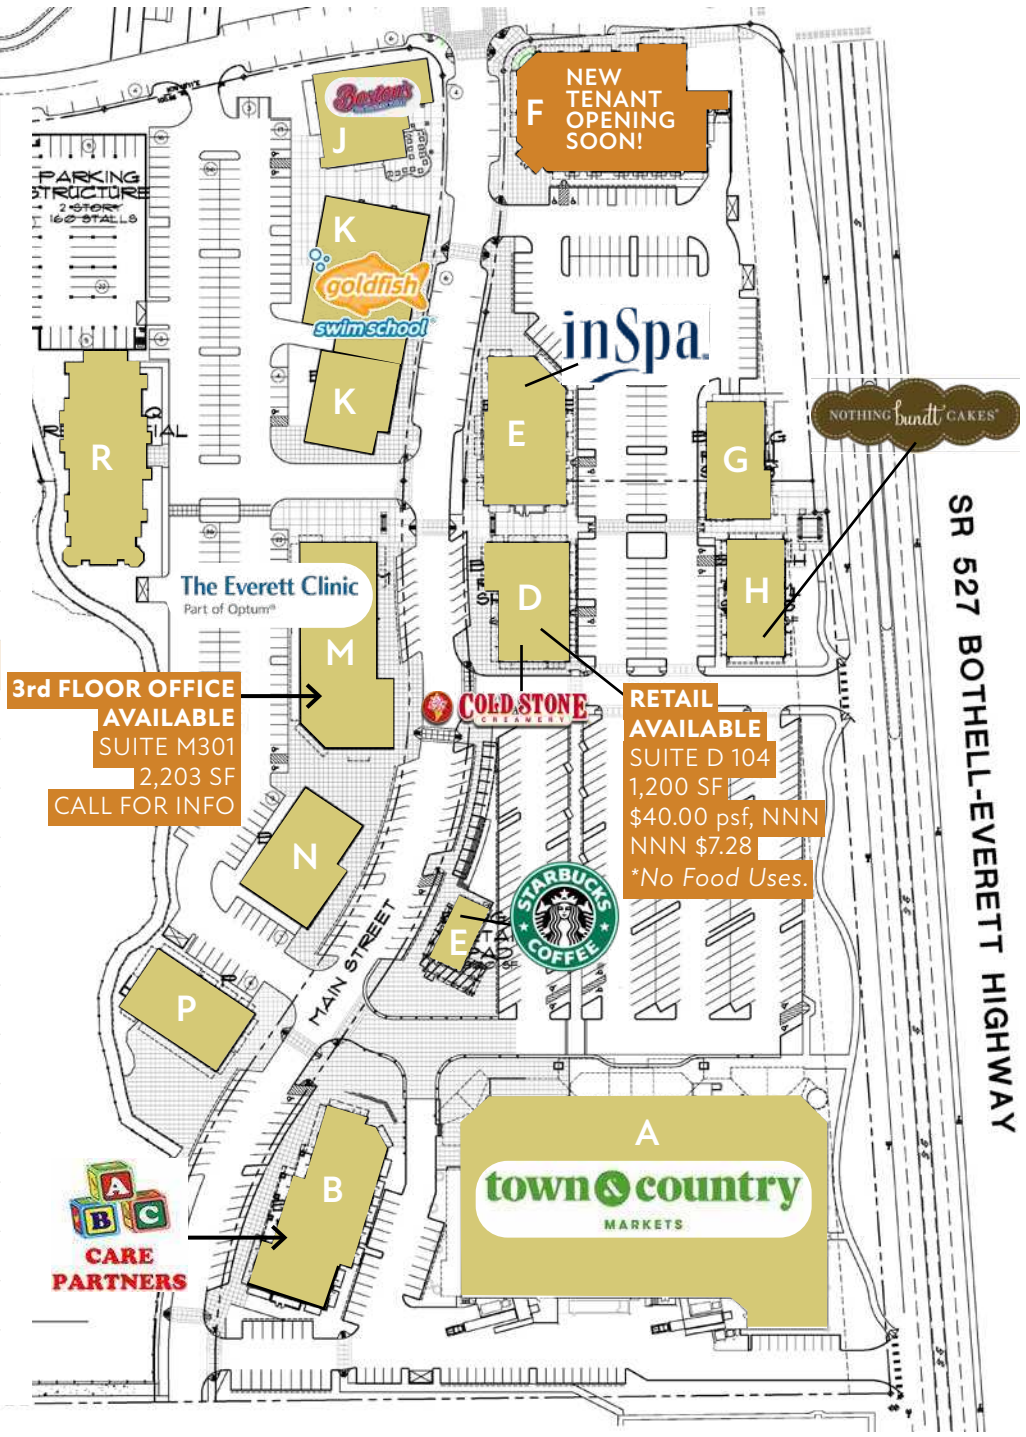 Boston's
J
F
NEW
TENANT
OPENING
SOON!
PARKING
STRUCTURE
2 STORY
160 STALLS
K
goldfish
swim school
K
inSpa
E
R
G
NOTHING bundt CAKES
The Everett Clinic
Part of Optum®
M
D
H
3rd FLOOR OFFICE
AVAILABLE
SUITE M301
2,203 SF
CALL FOR INFO
COLD STONE
CREAMERY
RETAIL
AVAILABLE
SUITE D 104
1,200 SF
$40.00 psf, NNN
NNN $7.28
*No Food Uses.
SR 527 BOTHELL-EVERETT HIGHWAY
N
STARBUCKS
COFFEE
E
MAIN STREET
P
A
town & country
MARKETS
B
A
B C
CARE
PARTNERS